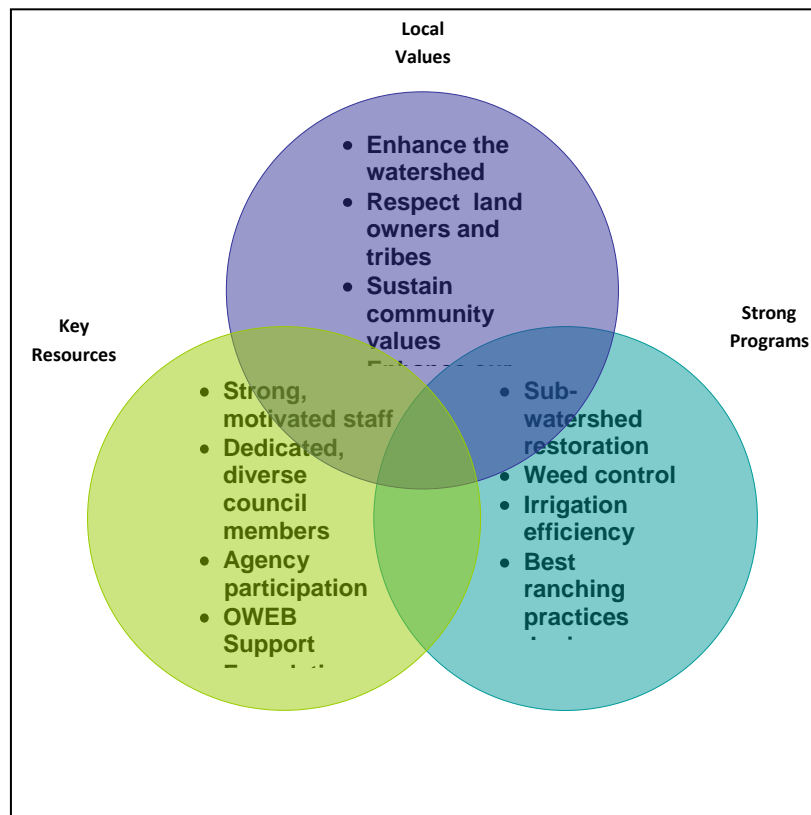 Local
Values
• Enhance the
watershed
• Respect land
owners and
tribes
• Sustain
community
values
Key
Resources
Strong
Programs
• Strong,
motivated staff
• Dedicated,
diverse
council
members
• Agency
participation
• OWEB
Support
• Sub-
watershed
restoration
• Weed control
• Irrigation
efficiency
• Best
ranching
practices